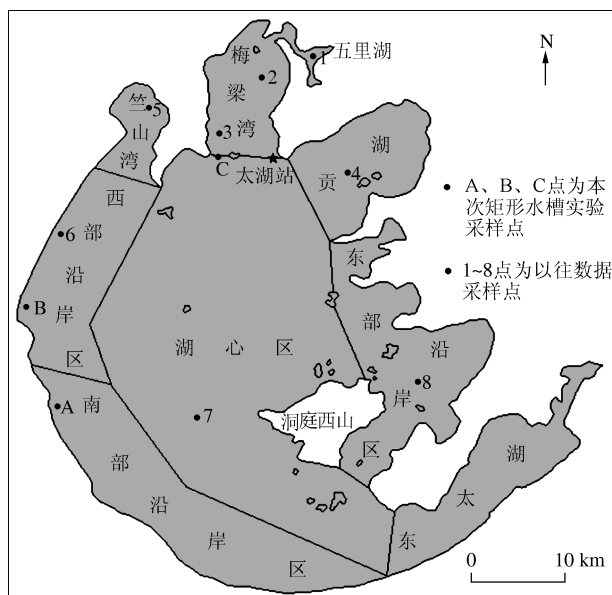 五里湖
1
N
梅梁湾
2
3
C
太湖站
竺山湾
5
贡湖
4
A、B、C点为本
次矩形水槽实验
采样点
1~8点为以往数据
采样点
西部沿岸区
6
B
东部沿岸区
8
湖心区
7
洞庭西山
A
南部沿岸区
东太湖
0 10 km